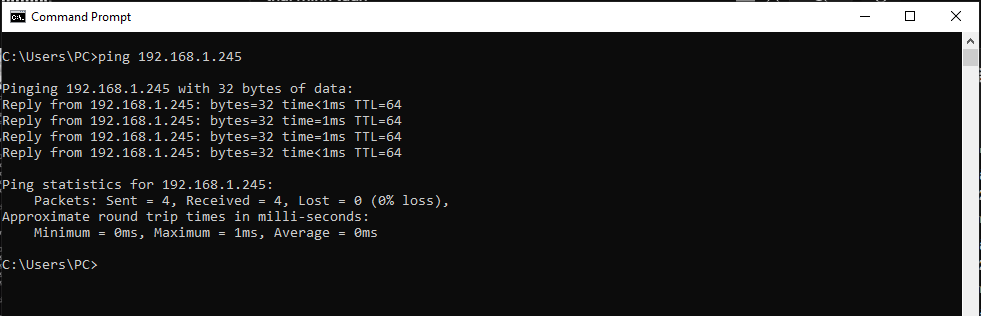 Command Prompt
C:\Users\PC>ping 192.168.1.245
Pinging 192.168.1.245 with 32 bytes of data:
Reply from 192.168.1.245: bytes=32 time<1ms TTL=64
Reply from 192.168.1.245: bytes=32 time=1ms TTL=64
Reply from 192.168.1.245: bytes=32 time=1ms TTL=64
Reply from 192.168.1.245: bytes=32 time<1ms TTL=64
Ping statistics for 192.168.1.245:
    Packets: Sent = 4, Received = 4, Lost = 0 (0% loss),
Approximate round trip times in milli-seconds:
    Minimum = 0ms, Maximum = 1ms, Average = 0ms
C:\Users\PC>